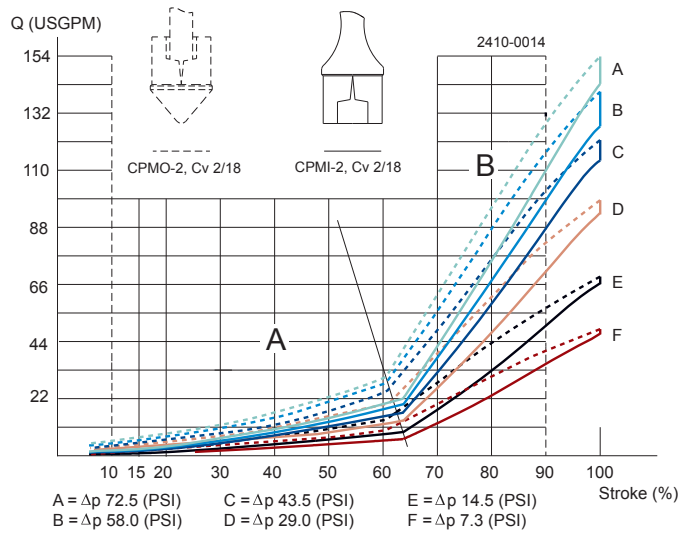 Q (USGPM)
2410-0014
154
132
110
88
66
44
22
CPMO-2, Cv 2/18
CPMI-2, Cv 2/18
A
B
A
B
C
D
E
F
10 15 20 30 40 50 60 70 80 90 100
Stroke (%)
A = Δp 72.5 (PSI) C = Δp 43.5 (PSI) E = Δp 14.5 (PSI)
B = Δp 58.0 (PSI) D = Δp 29.0 (PSI) F = Δp 7.3 (PSI)